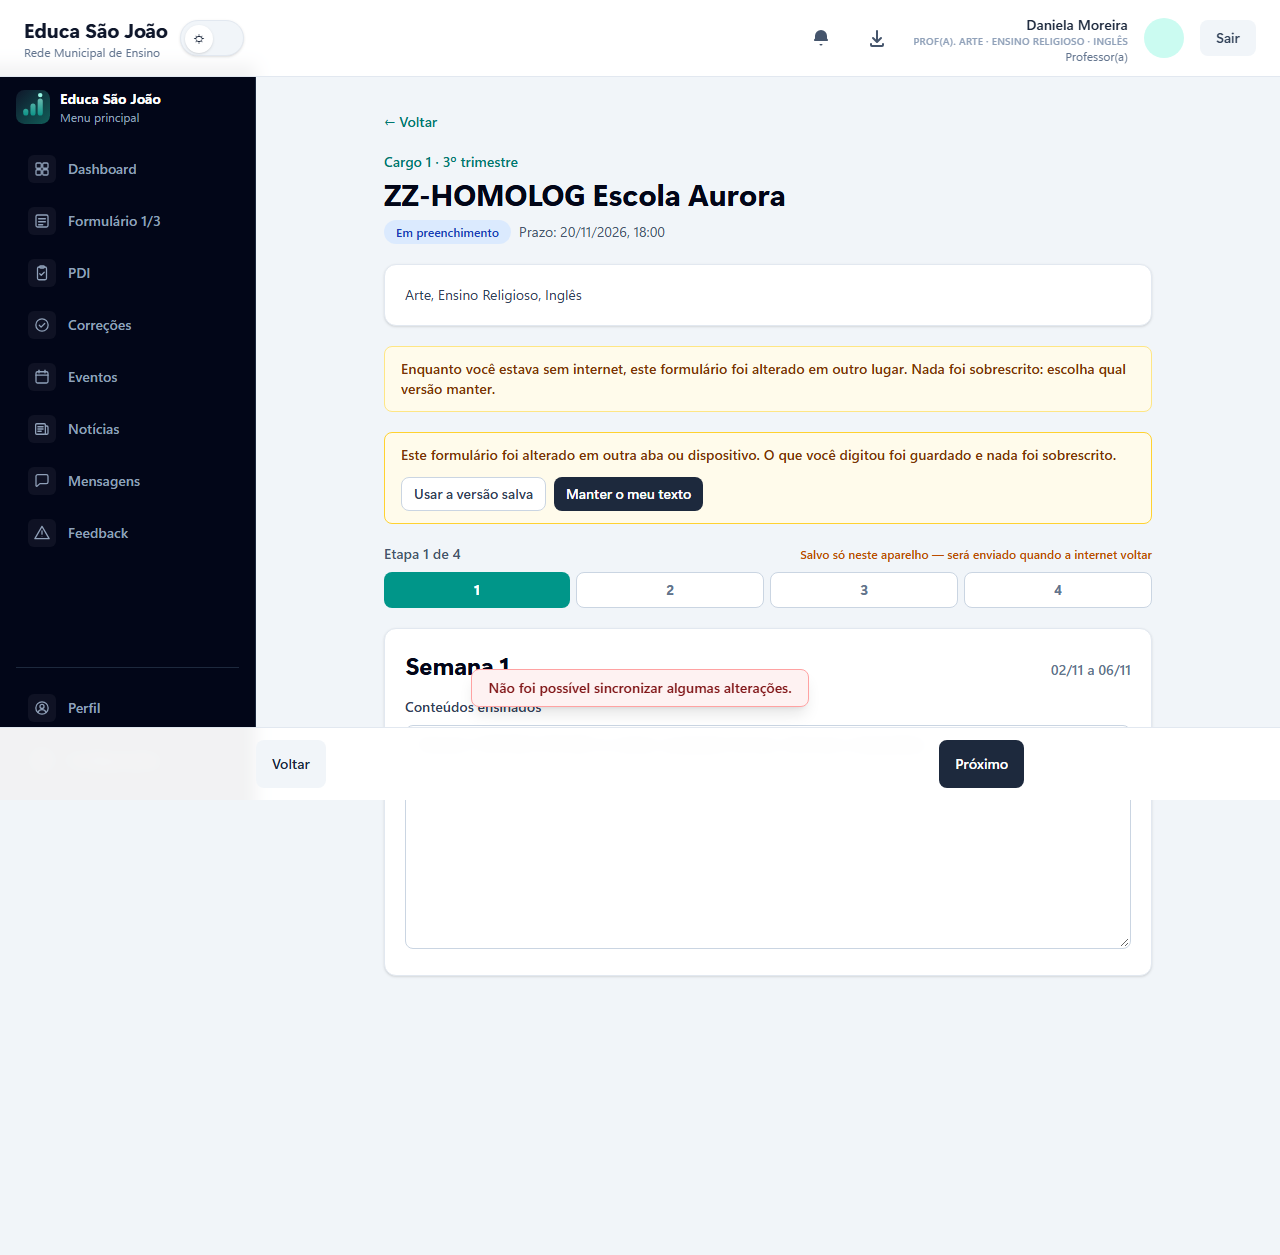 Educa São João
Rede Municipal de Ensino
Daniela Moreira
PROF(A). ARTE · ENSINO RELIGIOSO · INGLÊS
Professor(a)
Sair
Educa São João
Menu principal
Dashboard
Formulário 1/3
PDI
Correções
Eventos
Notícias
Mensagens
Feedback
Perfil
← Voltar
Cargo 1 · 3º trimestre
ZZ-HOMOLOG Escola Aurora
Em preenchimento
Prazo: 20/11/2026, 18:00
Arte, Ensino Religioso, Inglês
Enquanto você estava sem internet, este formulário foi alterado em outro lugar. Nada foi sobrescrito: escolha qual
versão manter.
Este formulário foi alterado em outra aba ou dispositivo. O que você digitou foi guardado e nada foi sobrescrito.
Usar a versão salva
Manter o meu texto
Etapa 1 de 4
Salvo só neste aparelho — será enviado quando a internet voltar
1
2
3
4
Semana 1
02/11 a 06/11
Não foi possível sincronizar algumas alterações.
Conteúdos ensinados
Voltar
Próximo